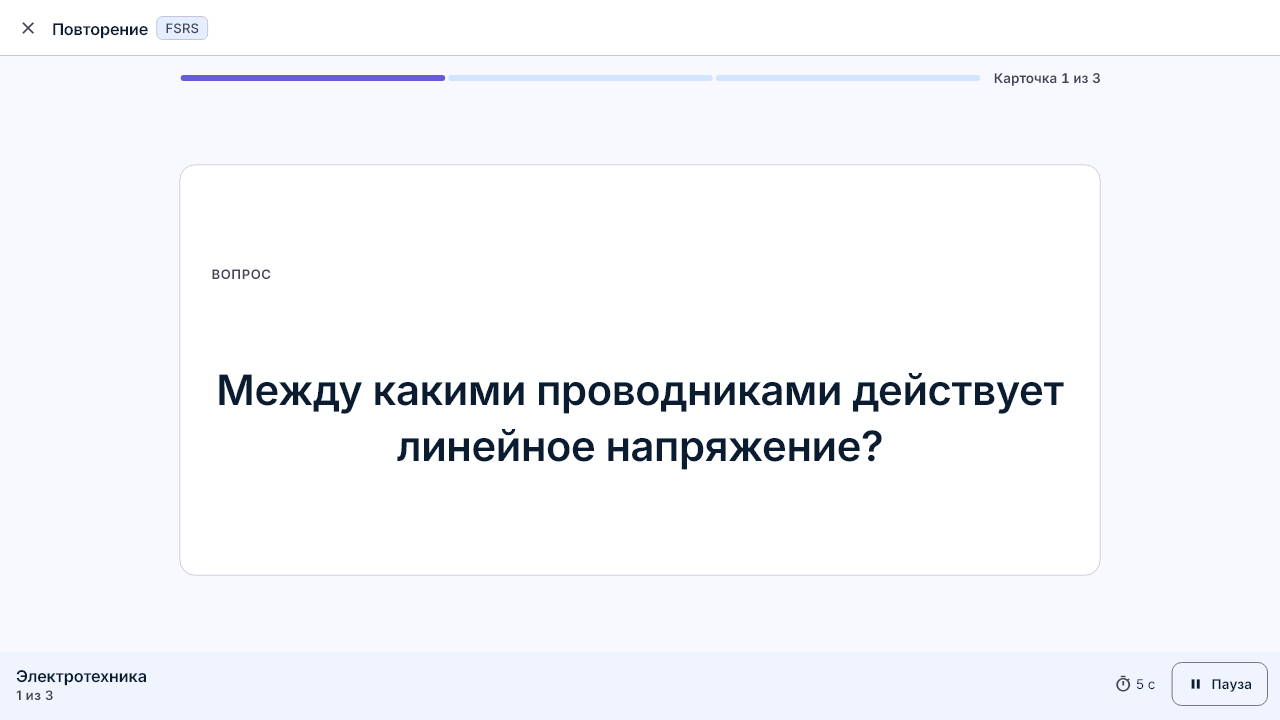 Повторение
FSRS
Карточка 1 из 3
ВОПРОС
Между какими проводниками действует
линейное напряжение?
Электротехника
1 из 3
5 с
Пауза